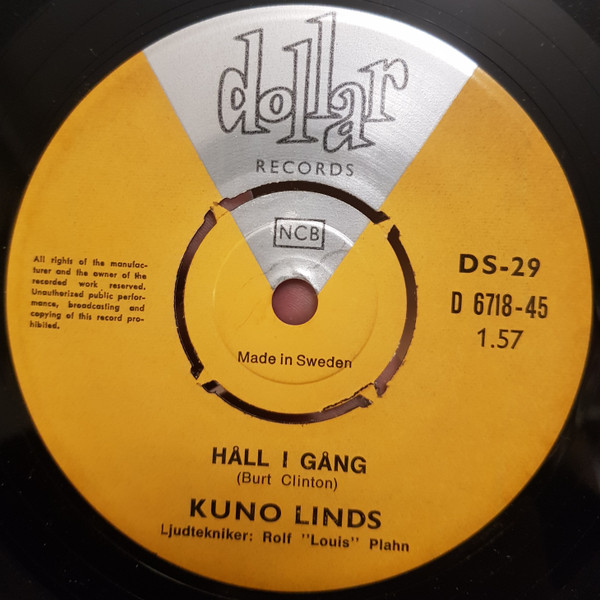 dollar
RECORDS
NCB
All rights of the manufac-
turer and the owner of the
recorded work reserved.
Unauthorized public perfor-
mance, broadcasting and
copying of this record pro-
hibited.
DS-29
D 6718-45
1.57
Made in Sweden
HÅLL I GÅNG
(Burt Clinton)
KUNO LINDS
Ljudtekniker: Rolf "Louis" Plahn